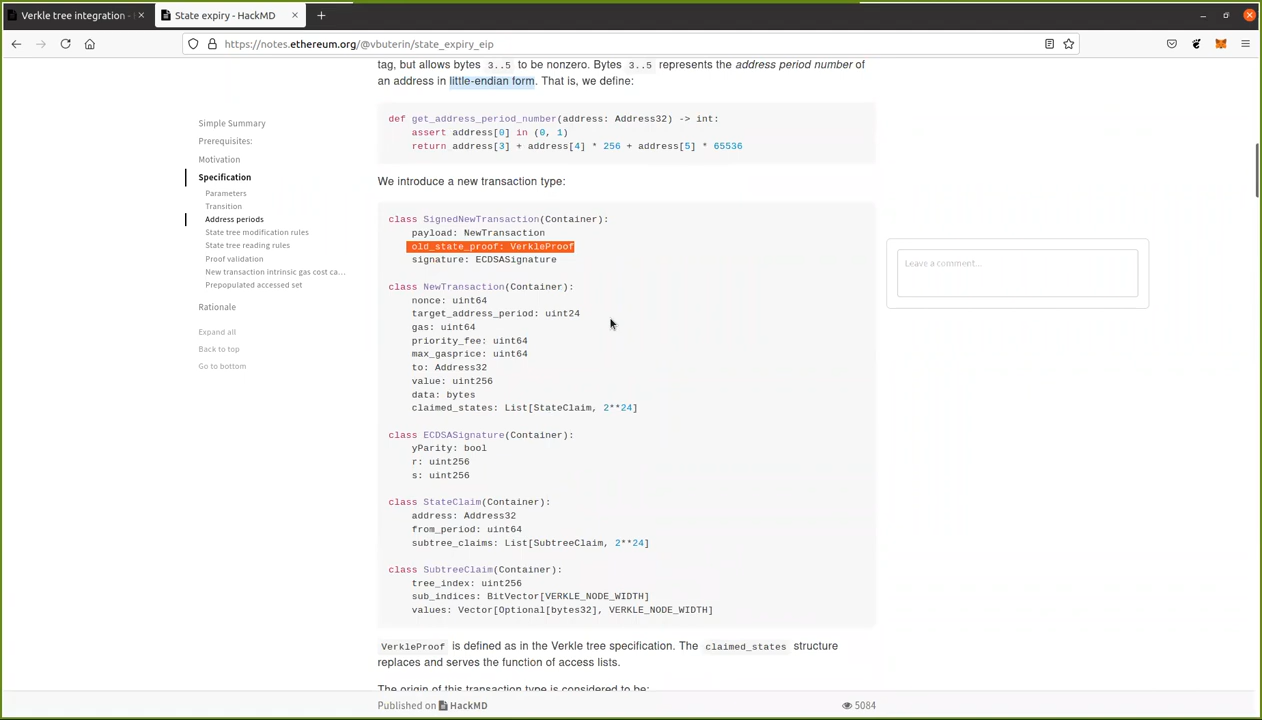 Verkle tree integration -
State expiry - HackMD
https://notes.ethereum.org/@vbuterin/state_expiry_eip
Simple Summary
Prerequisites:
Motivation
Specification
Parameters
Transition
Address periods
State tree modification rules
State tree reading rules
Proof validation
New transaction intrinsic gas cost ca...
Prepopulated accessed set
Rationale
Expand all
Back to top
Go to bottom
tag, but allows bytes 3..5 to be nonzero. Bytes 3..5 represents the address period number of
an address in little-endian form. That is, we define:
def get_address_period_number(address: Address32) -> int:
assert address[0] in (0, 1)
return address[3] + address[4] * 256 + address[5] * 65536
We introduce a new transaction type:
class SignedNewTransaction(Container):
payload: NewTransaction
old_state_proof: VerkleProof
signature: ECDSASignature
class NewTransaction(Container):
nonce: uint64
target_address_period: uint24
gas: uint64
priority_fee: uint64
max_gasprice: uint64
to: Address32
value: uint256
data: bytes
claimed_states: List[StateClaim, 2**24]
class ECDSASignature(Container):
yParity: bool
r: uint256
s: uint256
class StateClaim(Container):
address: Address32
from_period: uint64
subtree_claims: List[SubtreeClaim, 2**24]
class SubtreeClaim(Container):
tree_index: uint256
sub_indices: BitVector[VERKLE_NODE_WIDTH]
values: Vector[Optional[bytes32], VERKLE_NODE_WIDTH]
VerkleProof is defined as in the Verkle tree specification. The claimed_states structure
replaces and serves the function of access lists.
The origin of this transaction type is considered to be:
Leave a comment...
Published on HackMD
5084